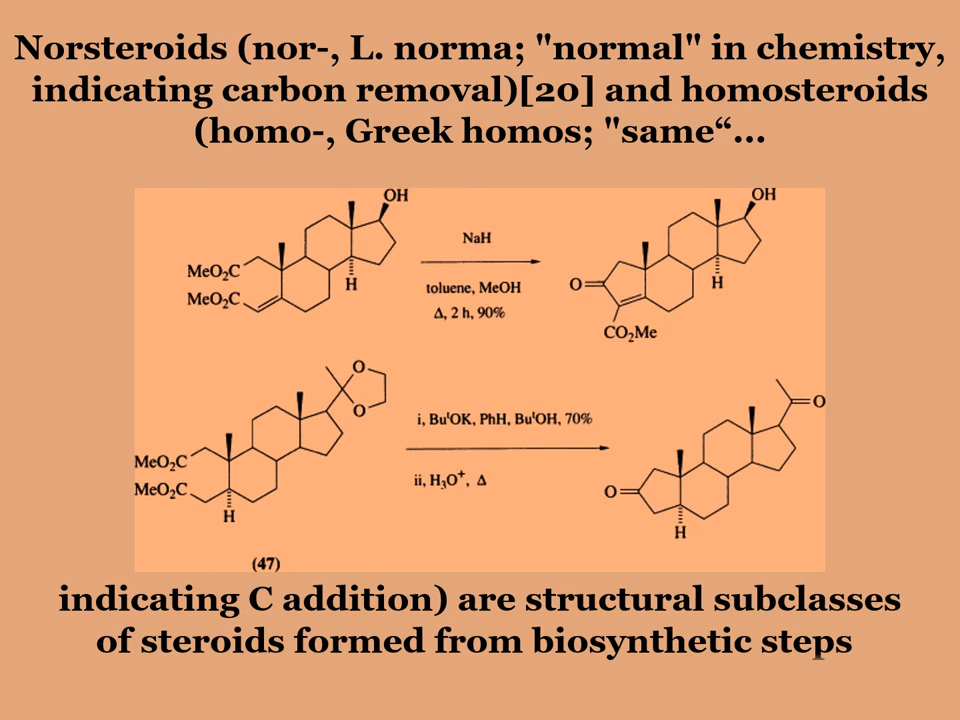 Norsteroids (nor-, L. norma; "normal" in chemistry,
indicating carbon removal)[20] and homosteroids
(homo-, Greek homos; "same“...
OH
OH
NaH
MeO₂C
H
H
O
MeO₂C
toluene, MeOH
Δ, 2 h, 90%
CO₂Me
O
O
O
i, BuᵗOK, PhH, BuᵗOH, 70%
MeO₂C
ii, H₃O⁺, Δ
MeO₂C
O
H
H
(47)
indicating C addition) are structural subclasses
of steroids formed from biosynthetic steps